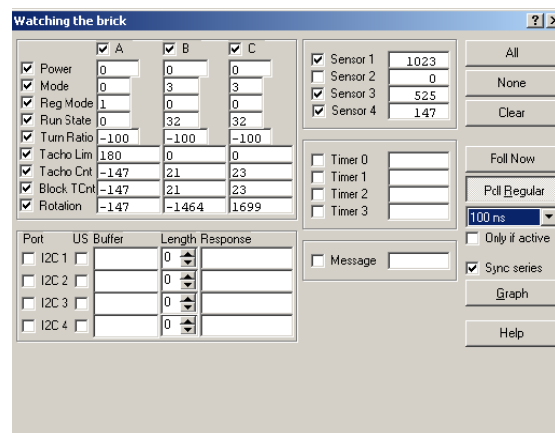 Watching the brick
A B C
Power 0 0 0
Mode 0 3 3
Reg Mode 1 0 0
Run State 0 32 32
Turn Ratio -100 -100 -100
Tacho Lim 180 0 0
Tacho Cnt -147 21 23
Block TCnt -147 21 23
Rotation -147 -1464 1699
Port US Buffer Length Response
I2C 1 0
I2C 2 0
I2C 3 0
I2C 4 0
Sensor 1 1023
Sensor 2 0
Sensor 3 525
Sensor 4 147
Timer 0
Timer 1
Timer 2
Timer 3
Message
All
None
Clear
Poll Now
Poll Regular
100 ms
Only if active
Sync series
Graph
Help